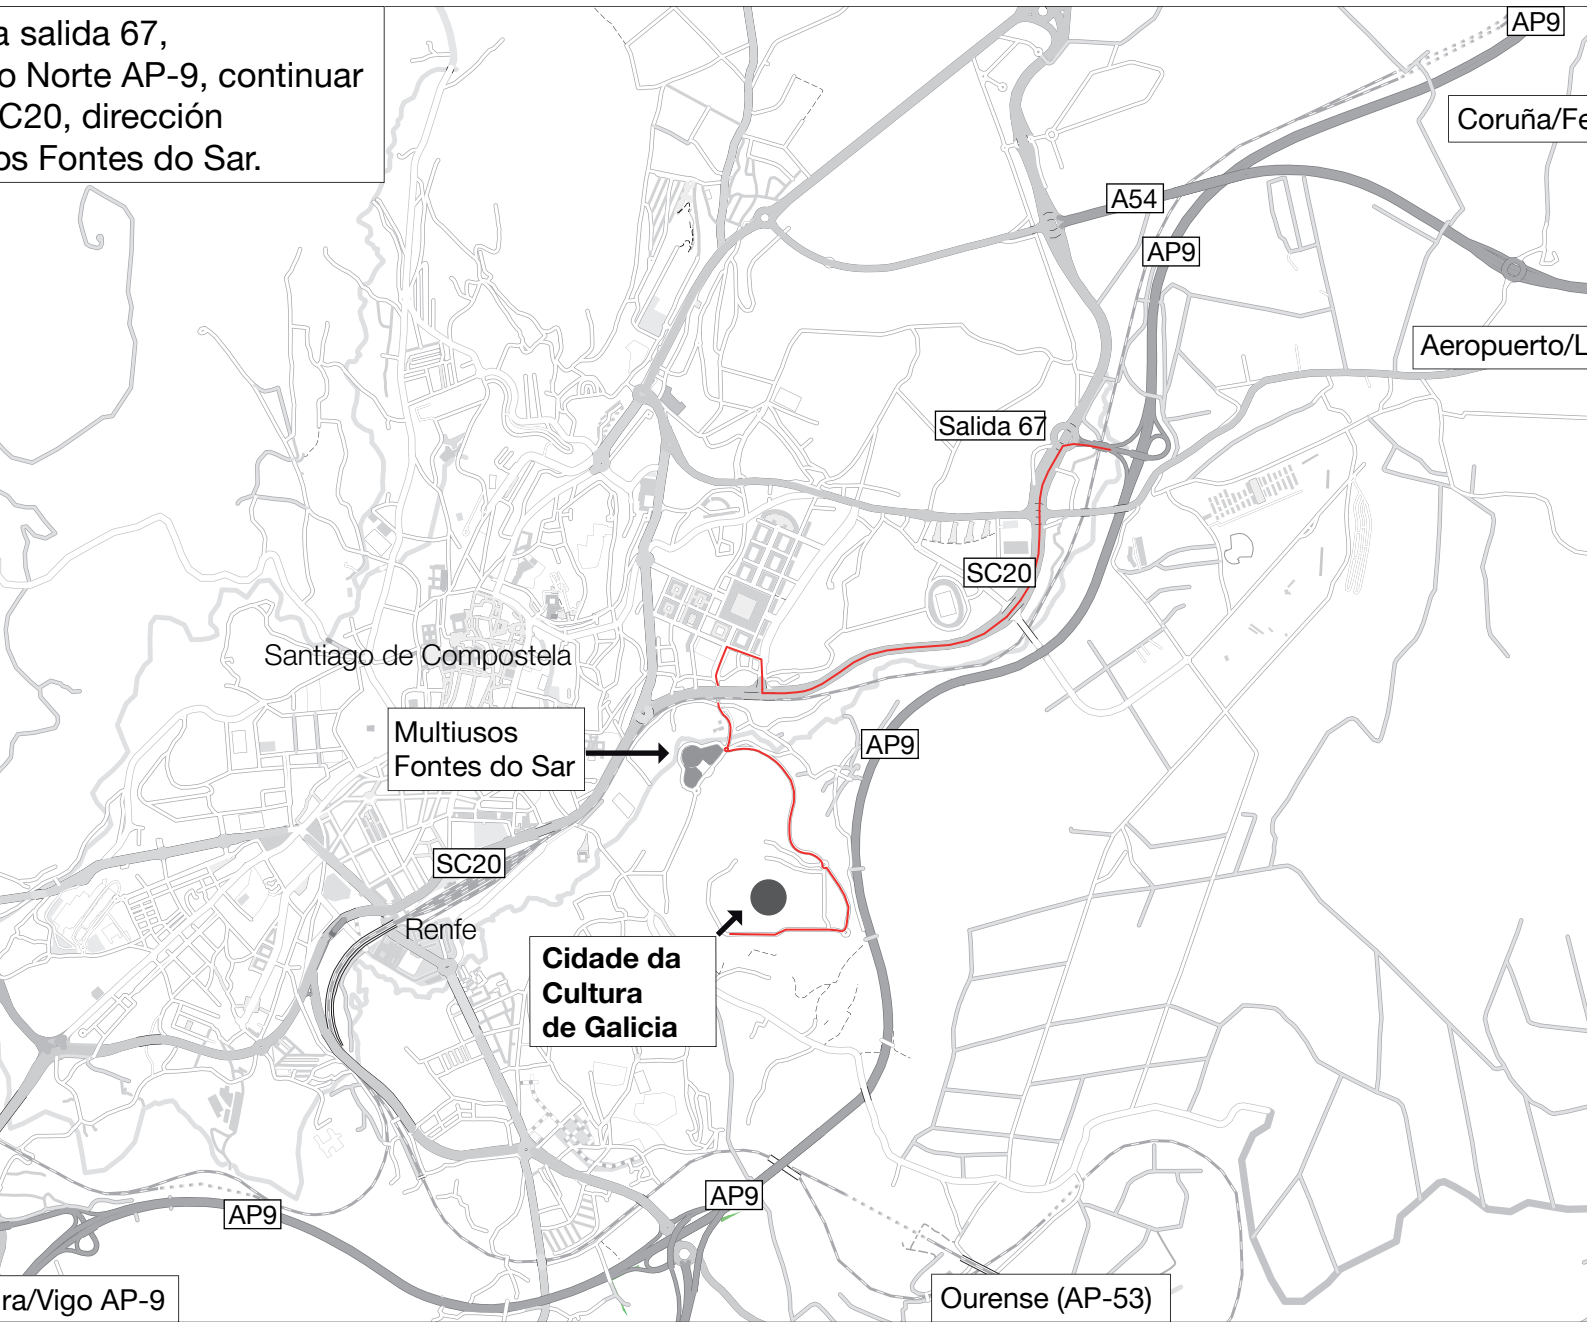 a salida 67,
o Norte AP-9, continuar
C20, dirección
os Fontes do Sar.
AP9
Coruña/Fe
A54
AP9
Aeropuerto/L
Salida 67
SC20
Santiago de Compostela
Multiusos
Fontes do Sar
AP9
SC20
Renfe
Cidade da
Cultura
de Galicia
AP9
AP9
ra/Vigo AP-9
Ourense (AP-53)